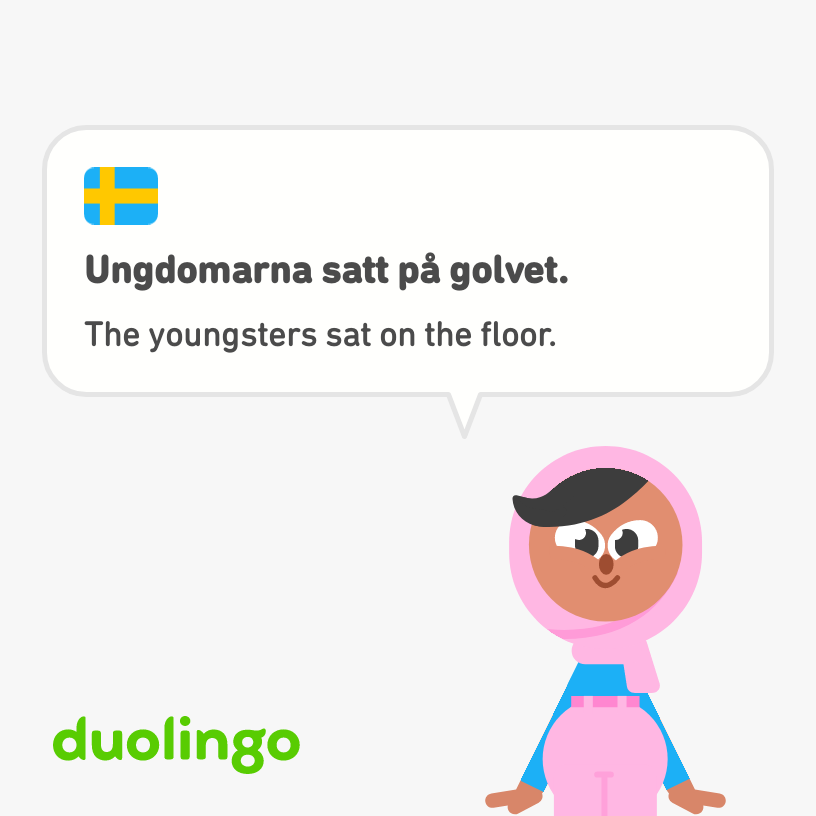 Ungdomarna satt på golvet.
The youngsters sat on the floor.
duolingo